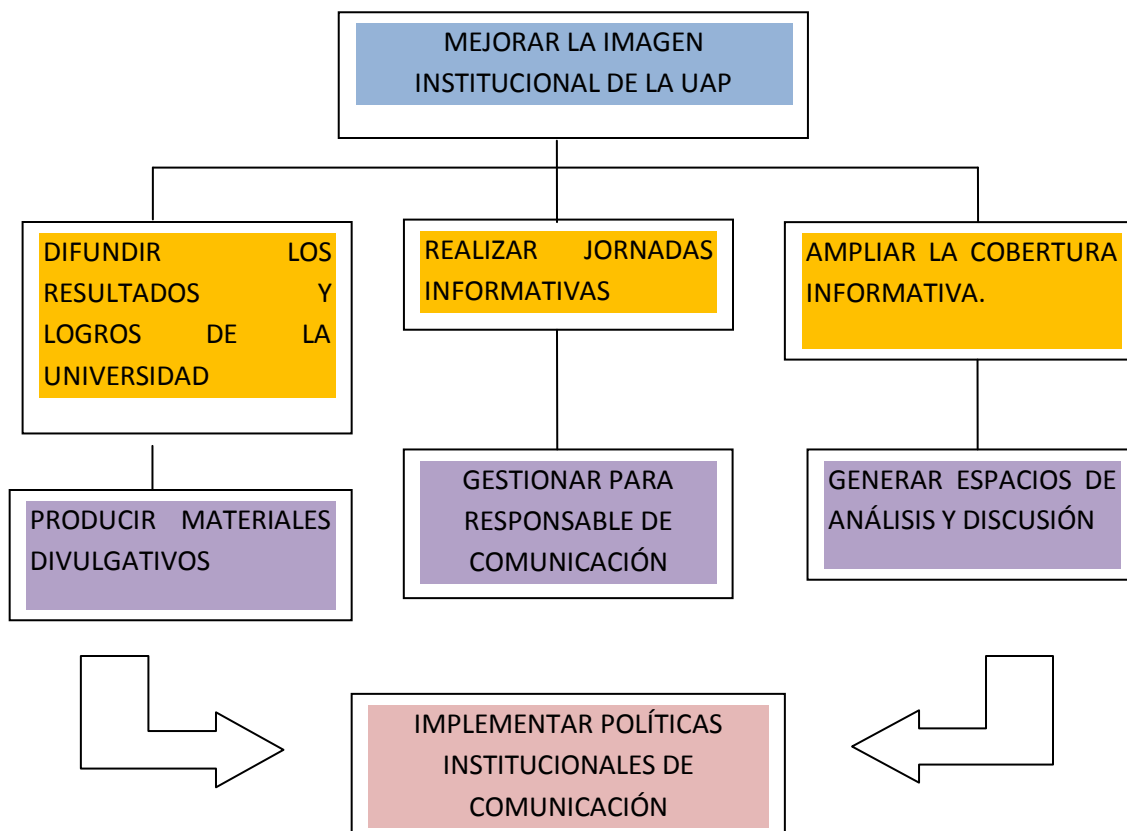 MEJORAR LA IMAGEN
INSTITUCIONAL DE LA UAP
DIFUNDIR LOS
RESULTADOS Y
LOGROS DE LA
UNIVERSIDAD
REALIZAR JORNADAS
INFORMATIVAS
AMPLIAR LA COBERTURA
INFORMATIVA.
PRODUCIR MATERIALES
DIVULGATIVOS
GESTIONAR PARA
RESPONSABLE DE
COMUNICACIÓN
GENERAR ESPACIOS DE
ANÁLISIS Y DISCUSIÓN
IMPLEMENTAR POLÍTICAS
INSTITUCIONALES DE
COMUNICACIÓN